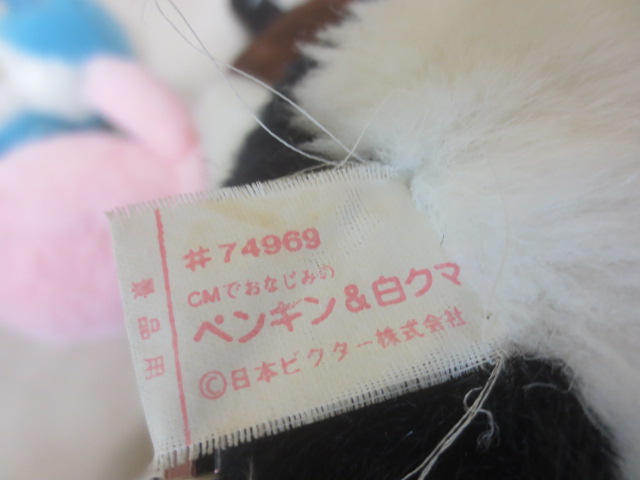 #74969
CMでおなじみの
ペンギン&白クマ
©日本ビクター株式会社
景品用